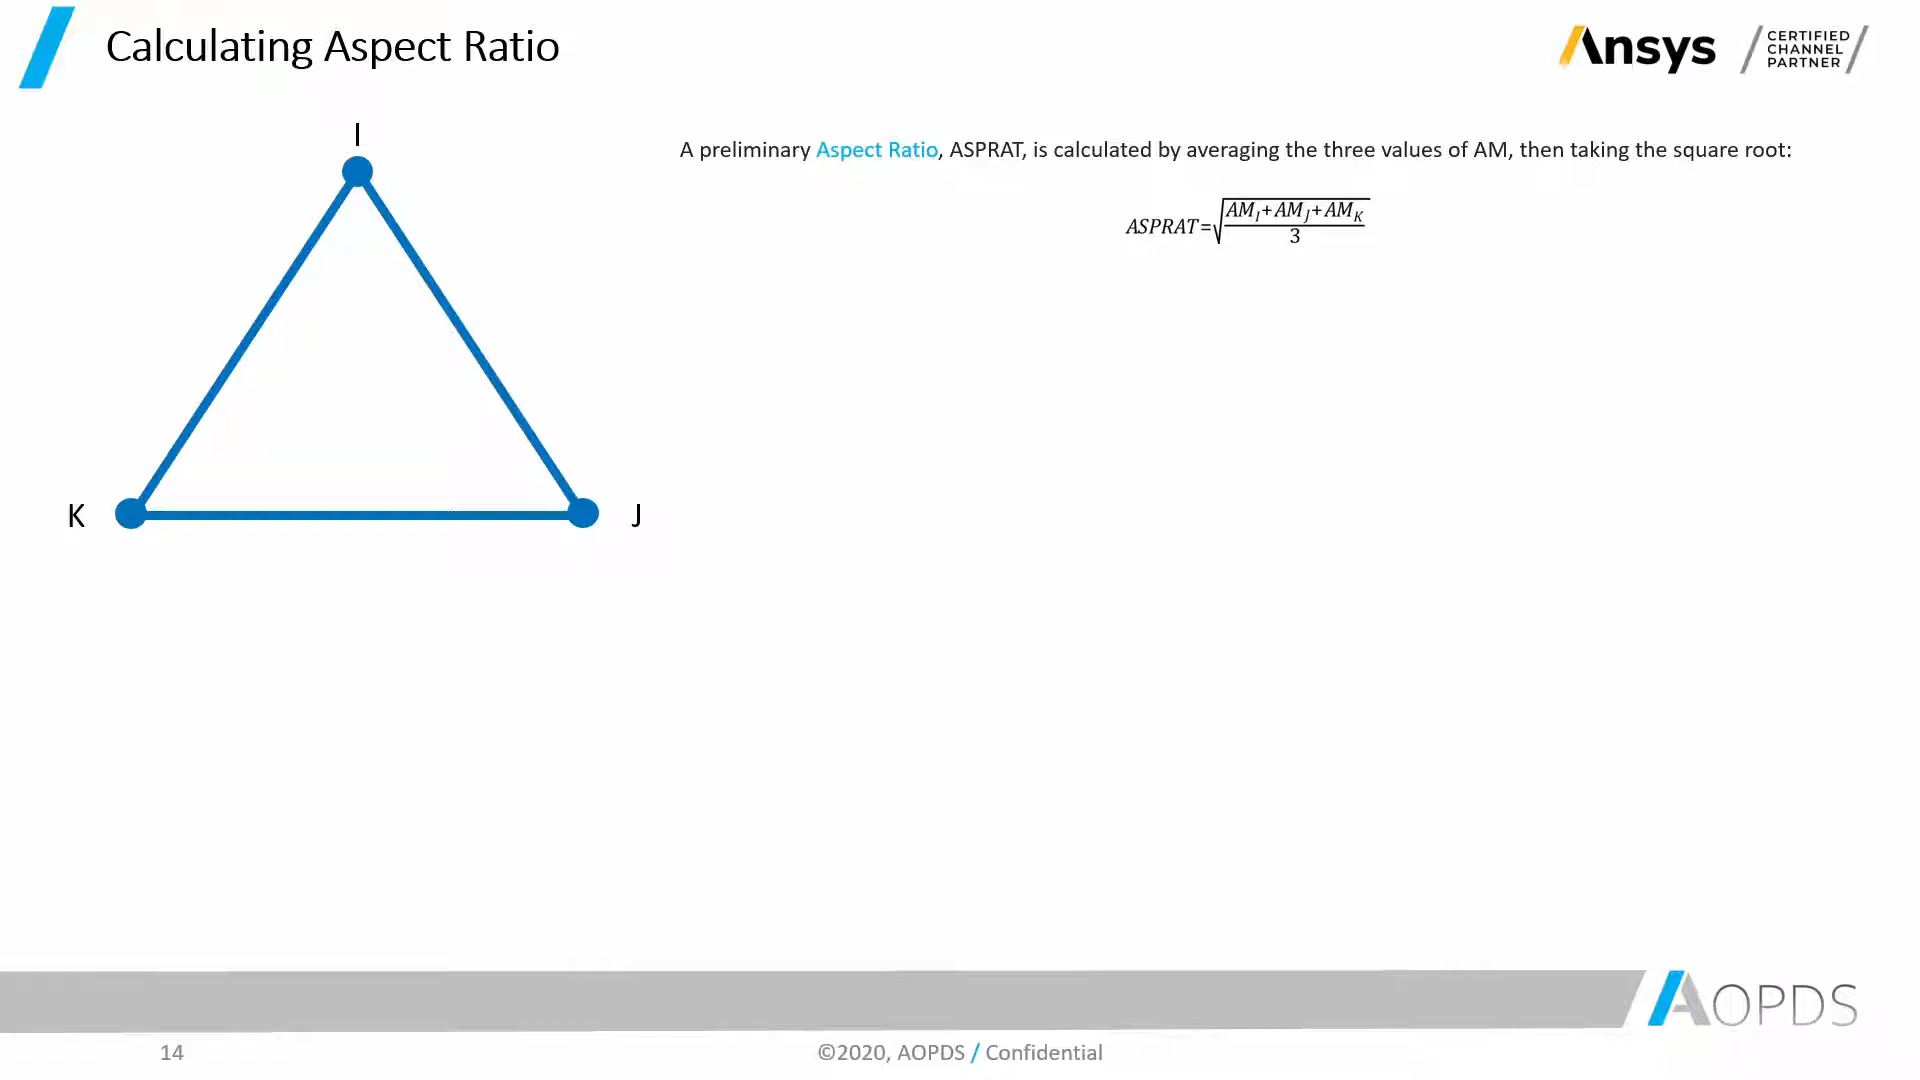 Calculating Aspect Ratio
Ansys
CERTIFIED
CHANNEL
PARTNER
I
K
J
A preliminary Aspect Ratio, ASPRAT, is calculated by averaging the three values of AM, then taking the square root:
ASPRAT=√((AM_I+AM_J+AM_K)/3)
AOPDS
14
©2020, AOPDS / Confidential